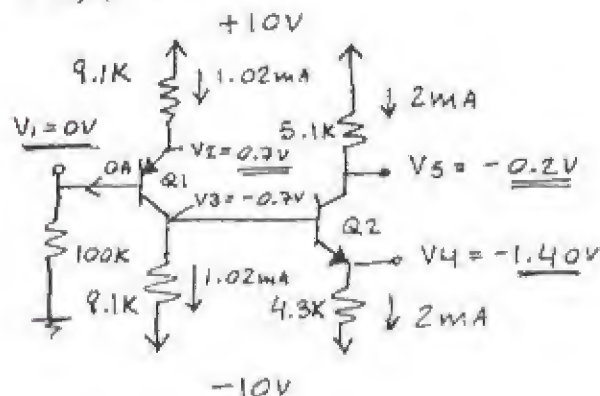 +10V
9.1K
1.02mA
2mA
V1=0V
5.1K
0A
V2=0.7V
V5=-0.2V
Q1
V3=-0.7V
Q2
100K
V4=-1.40V
9.1K
1.02mA
4.3K
2mA
-10V